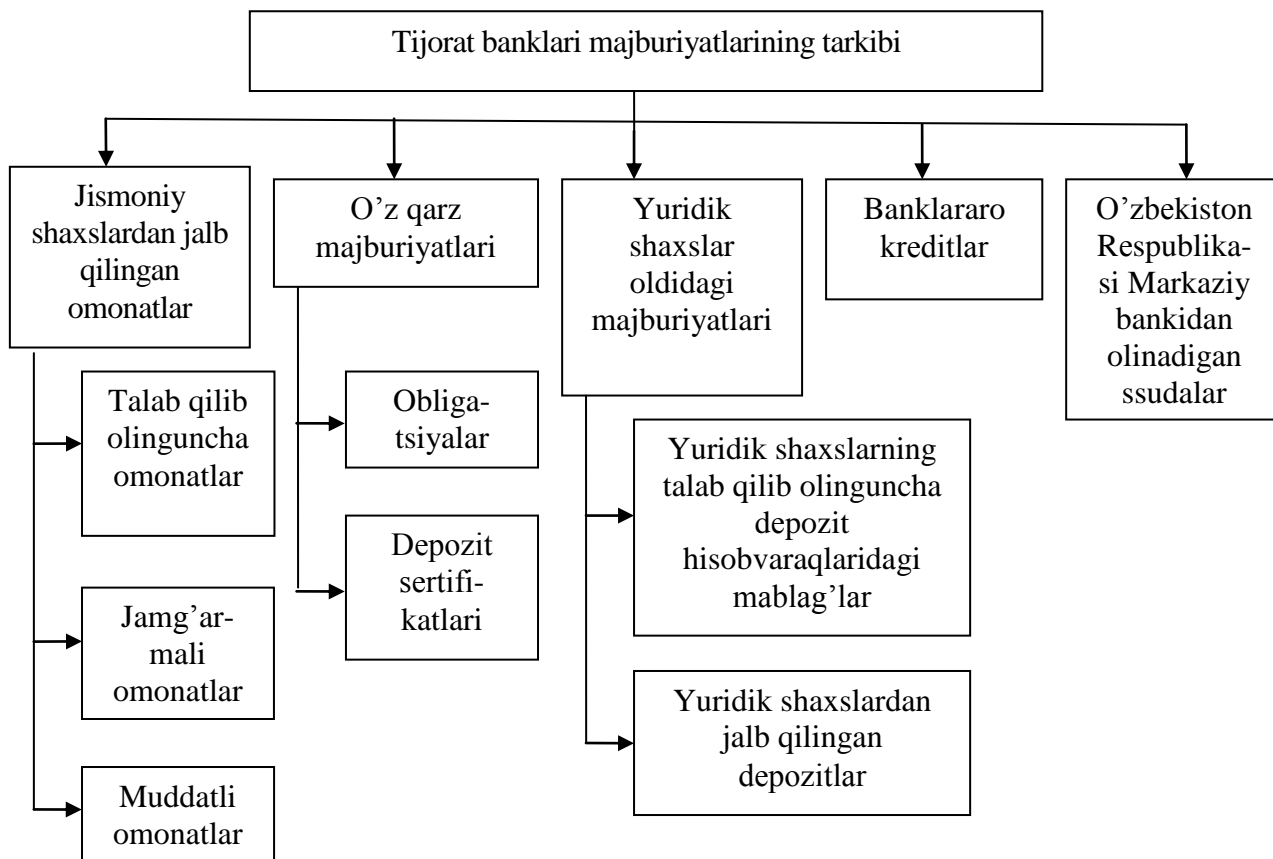 Tijorat banklari majburiyatlarining tarkibi
Jismoniy
shaxslardan jalb
qilingan
omonatlar
O’z qarz
majburiyatlari
Yuridik
shaxslar
oldidagi
majburiyatlari
Banklararo
kreditlar
O’zbekiston
Respublika-
si Markaziy
bankidan
olinadigan
ssudalar
Talab qilib
olinguncha
omonatlar
Jamg’ar-
mali
omonatlar
Muddatli
omonatlar
Obliga-
tsiyalar
Depozit
sertifi-
katlari
Yuridik shaxslarning
talab qilib olinguncha
depozit
hisobvaraqlaridagi
mablag’lar
Yuridik shaxslardan
jalb qilingan
depozitlar